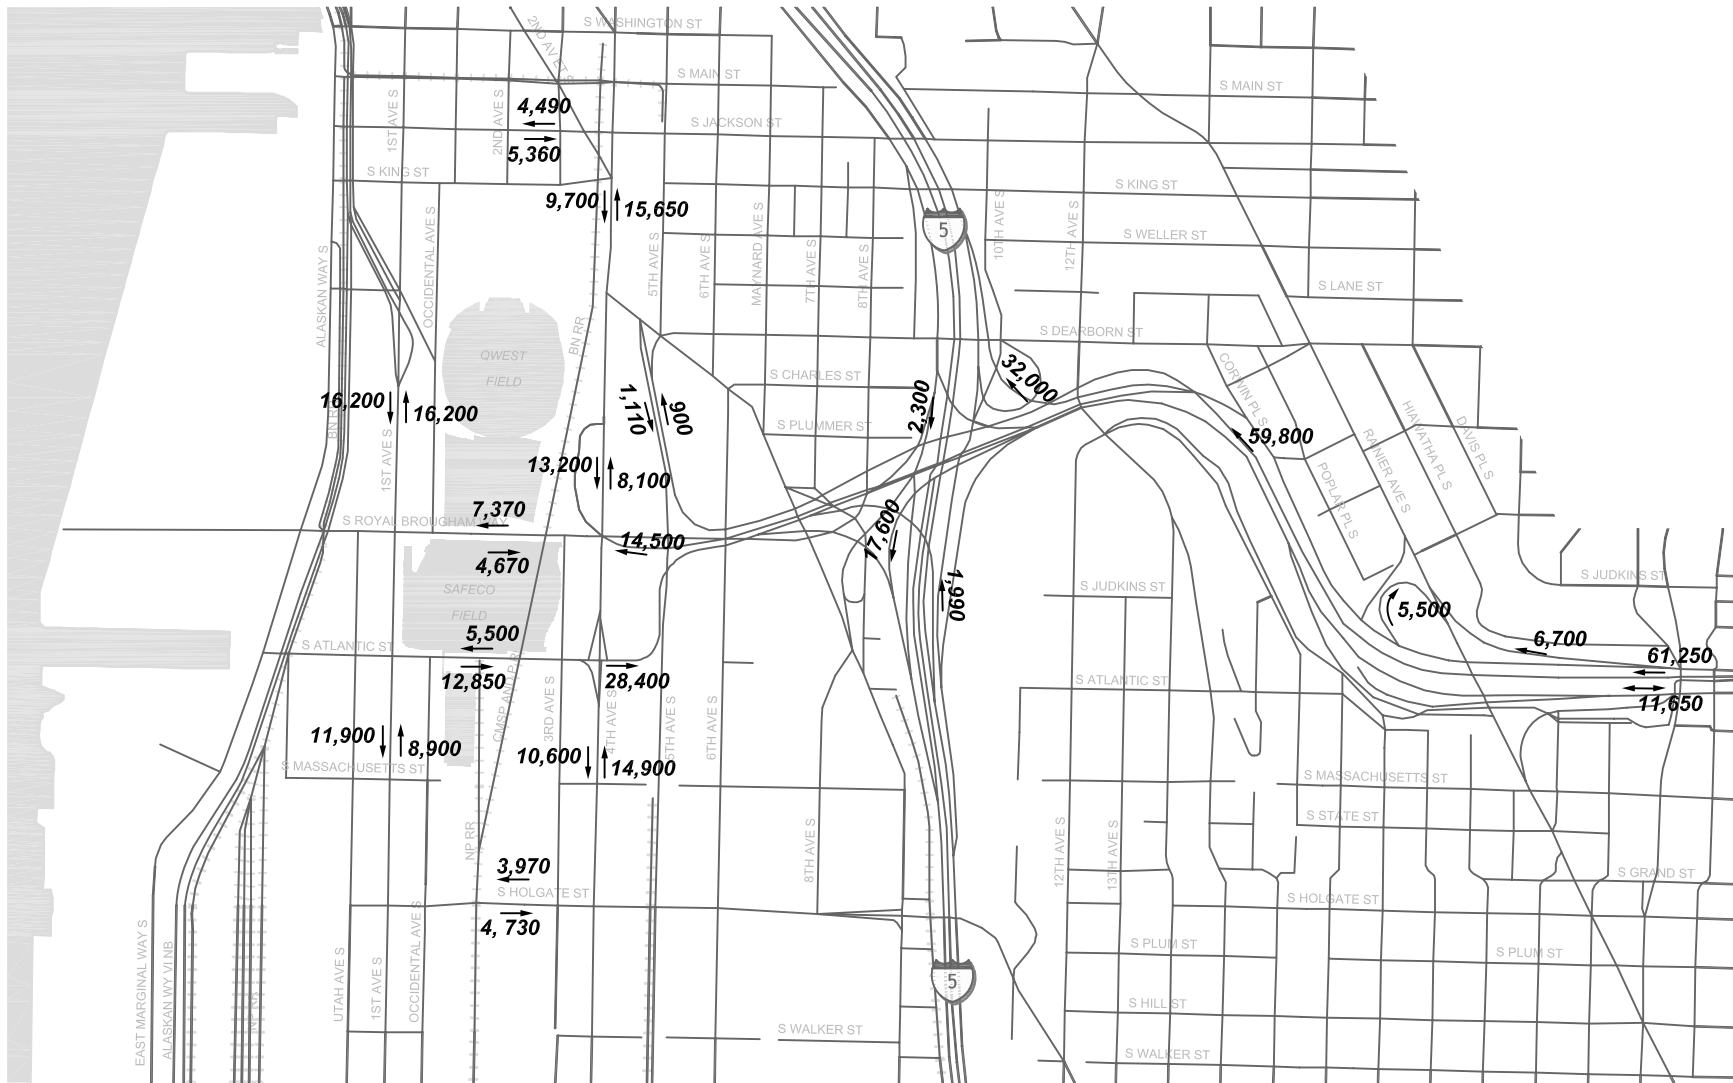 S WASHINGTON ST
2ND AV ET S
S MAIN ST
S MAIN ST
4,490
1ST AVE S
2ND AVE S
S JACKSON ST
5,360
S KING ST
S KING ST
9,700
15,650
10TH AVE S
12TH AVE S
5
S WELLER ST
ALASKAN WAY S
OCCIDENTAL AVE S
5TH AVE S
6TH AVE S
MAYNARD AVE S
7TH AVE S
8TH AVE S
S LANE ST
BN RR
S DEARBORN ST
QWEST
FIELD
S CHARLES ST
32,000
CORWIN PL S
16,200
16,200
BN RR
1,110
900
2,300
S PLUMMER ST
59,800
HIAWATHA PL S
DAVIS PL S
RAINIER AVE S
POPLAR PL S
1ST AVE S
13,200
8,100
7,370
S ROYAL BROUGHAM WAY
14,500
17,600
4,670
SAFECO
FIELD
1,990
S JUDKINS ST
S JUDKINS ST
5,500
5,500
6,700
61,250
S ATLANTIC ST
12,850
28,400
S ATLANTIC ST
11,650
CMSP AND P R
3RD AVE S
4TH AVE S
5TH AVE S
6TH AVE S
11,900
8,900
10,600
14,900
S MASSACHUSETTS ST
S MASSACHUSETTS ST
S STATE ST
NP RR
8TH AVE S
12TH AVE S
13TH AVE S
3,970
S HOLGATE ST
S GRAND ST
S HOLGATE ST
4, 730
EAST MARGINAL WAY S
ALASKAN WY VI NB
UTAH AVE S
1ST AVE S
OCCIDENTAL AVE S
S PLUM ST
S PLUM ST
5
S HILL ST
S WALKER ST
S WALKER ST